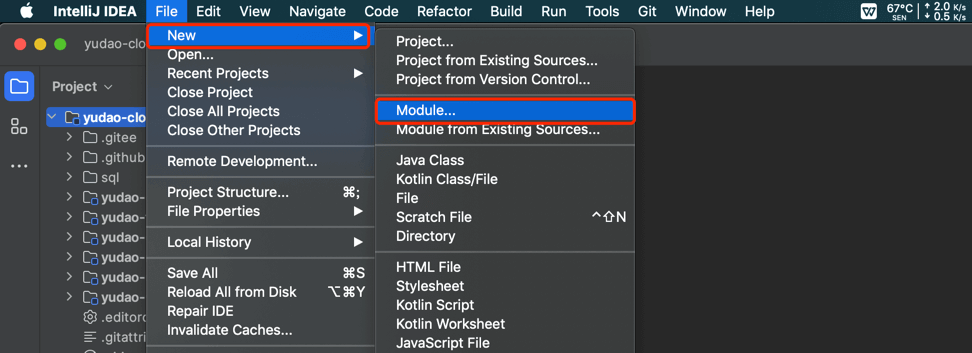 IntelliJ IDEA File Edit View Navigate Code Refactor Build Run Tools Git Window Help W 67°C SEN ↑ 2.0 K/s ↓ 0.5 K/s
yudao-clo
Project
yudao-clo
.gitee
.github
sql
yudao-
yudao-
yudao-
yudao-
yudao-
yudao-
.editorc
.gitattri
New
Open...
Recent Projects
Close Project
Close All Projects
Close Other Projects
Remote Development...
Project Structure... ⌘;
File Properties
Local History
Save All ⌘S
Reload All from Disk ⌥⌘Y
Repair IDE
Invalidate Caches...
Project...
Project from Existing Sources...
Project from Version Control...
Module...
Module from Existing Sources...
Java Class
Kotlin Class/File
File
Scratch File ^⇧N
Directory
HTML File
Stylesheet
Kotlin Script
Kotlin Worksheet
JavaScript File